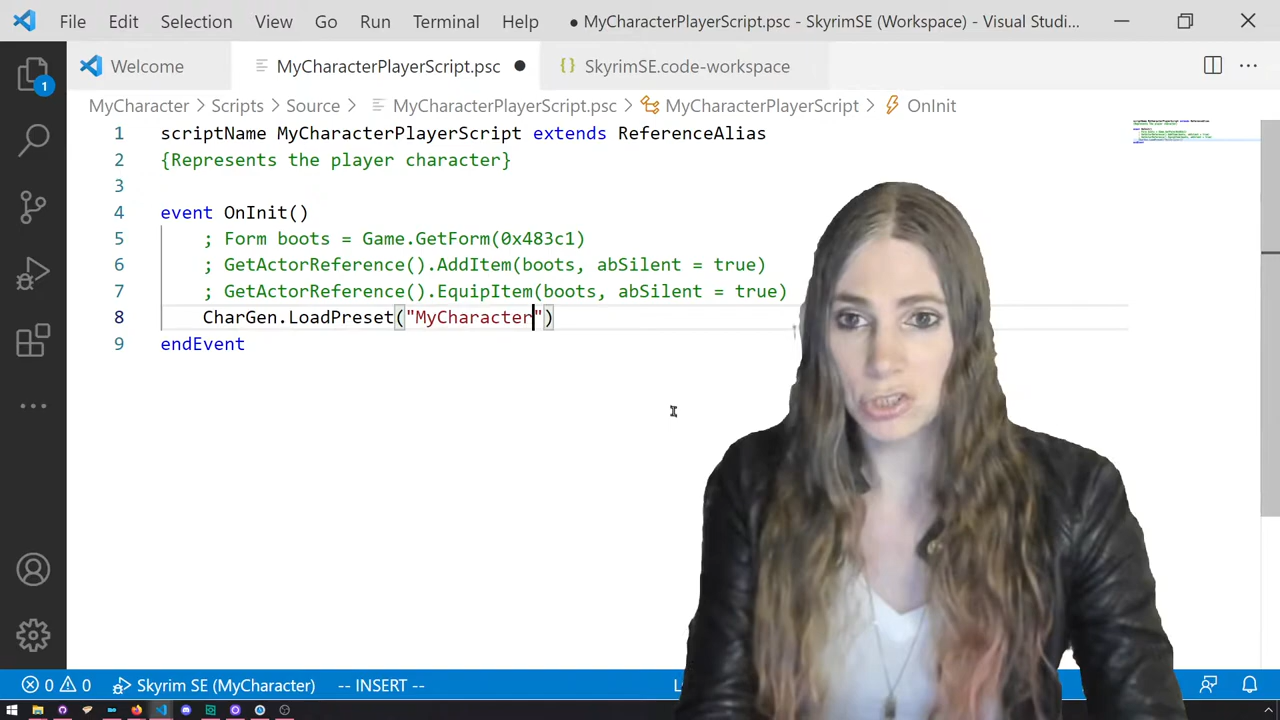 File Edit Selection View Go Run Terminal Help ● MyCharacterPlayerScript.psc - SkyrimSE (Workspace) - Visual Studi...
Welcome MyCharacterPlayerScript.psc ● {} SkyrimSE.code-workspace
MyCharacter > Scripts > Source > MyCharacterPlayerScript.psc > MyCharacterPlayerScript > OnInit
1 scriptName MyCharacterPlayerScript extends ReferenceAlias
2 {Represents the player character}
3
4 event OnInit()
5 ; Form boots = Game.GetForm(0x483c1)
6 ; GetActorReference().AddItem(boots, abSilent = true)
7 ; GetActorReference().EquipItem(boots, abSilent = true)
8 CharGen.LoadPreset("MyCharacter")
9 endEvent
1
0 0 Skyrim SE (MyCharacter) -- INSERT --